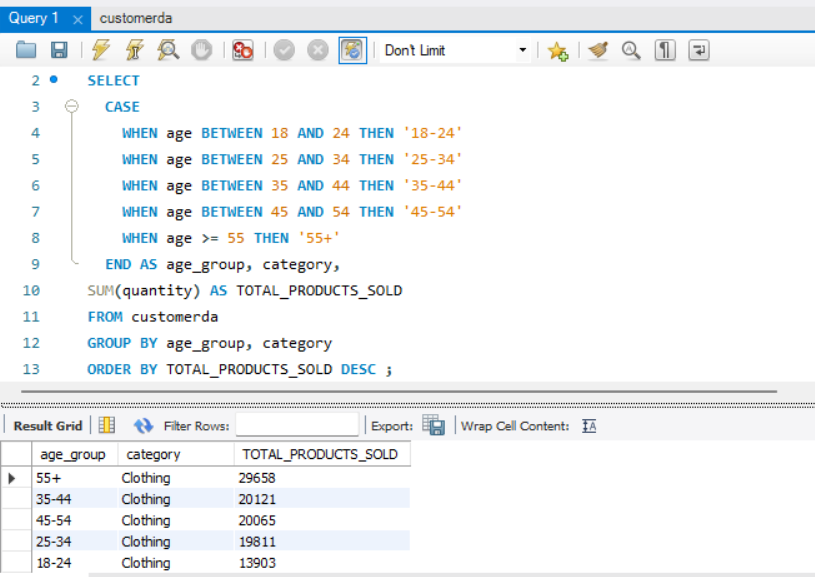 Query 1 × customerda
Don't Limit
2 SELECT
3 CASE
4 WHEN age BETWEEN 18 AND 24 THEN '18-24'
5 WHEN age BETWEEN 25 AND 34 THEN '25-34'
6 WHEN age BETWEEN 35 AND 44 THEN '35-44'
7 WHEN age BETWEEN 45 AND 54 THEN '45-54'
8 WHEN age >= 55 THEN '55+'
9 END AS age_group, category,
10 SUM(quantity) AS TOTAL_PRODUCTS_SOLD
11 FROM customerda
12 GROUP BY age_group, category
13 ORDER BY TOTAL_PRODUCTS_SOLD DESC ;
Result Grid Filter Rows: Export: Wrap Cell Content: IA
age_group category TOTAL_PRODUCTS_SOLD
55+ Clothing 29658
35-44 Clothing 20121
45-54 Clothing 20065
25-34 Clothing 19811
18-24 Clothing 13903